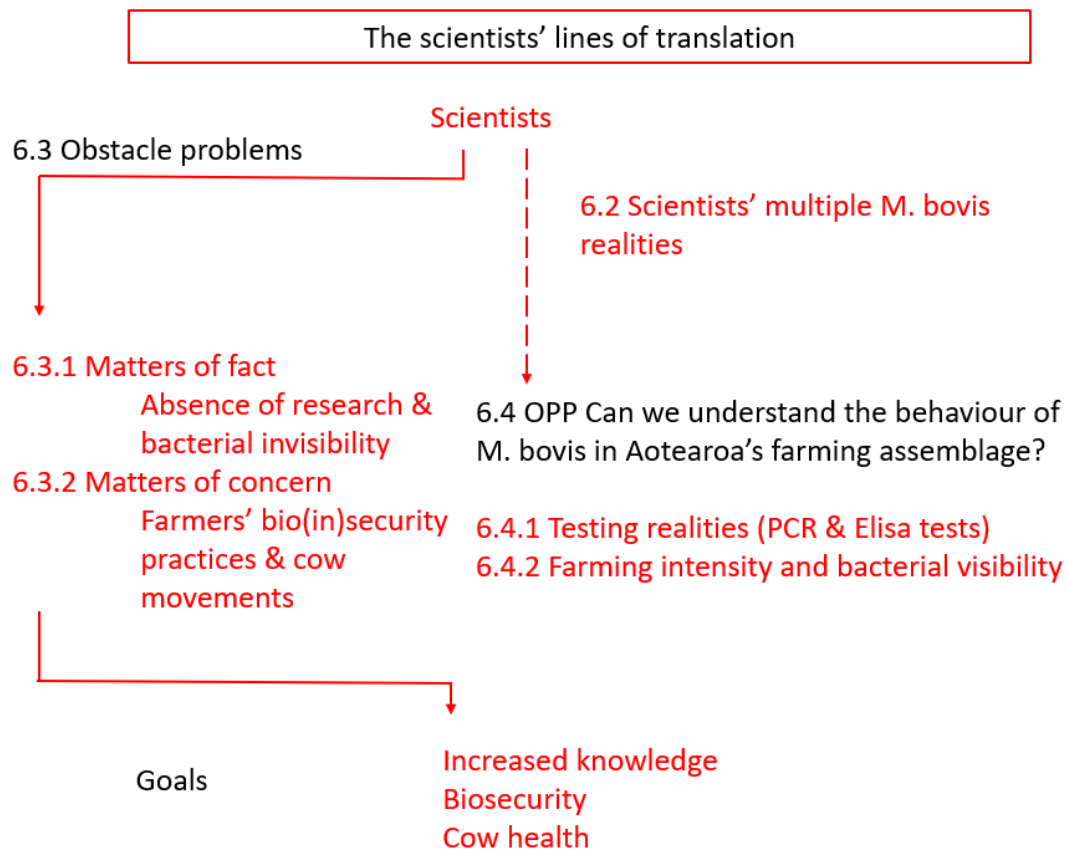 The scientists’ lines of translation
Scientists
6.3 Obstacle problems
6.2 Scientists’ multiple M. bovis
realities
6.3.1 Matters of fact
Absence of research &
bacterial invisibility
6.3.2 Matters of concern
Farmers’ bio(in)security
practices & cow
movements
6.4 OPP Can we understand the behaviour of
M. bovis in Aotearoa’s farming assemblage?
6.4.1 Testing realities (PCR & Elisa tests)
6.4.2 Farming intensity and bacterial visibility
Goals
Increased knowledge
Biosecurity
Cow health